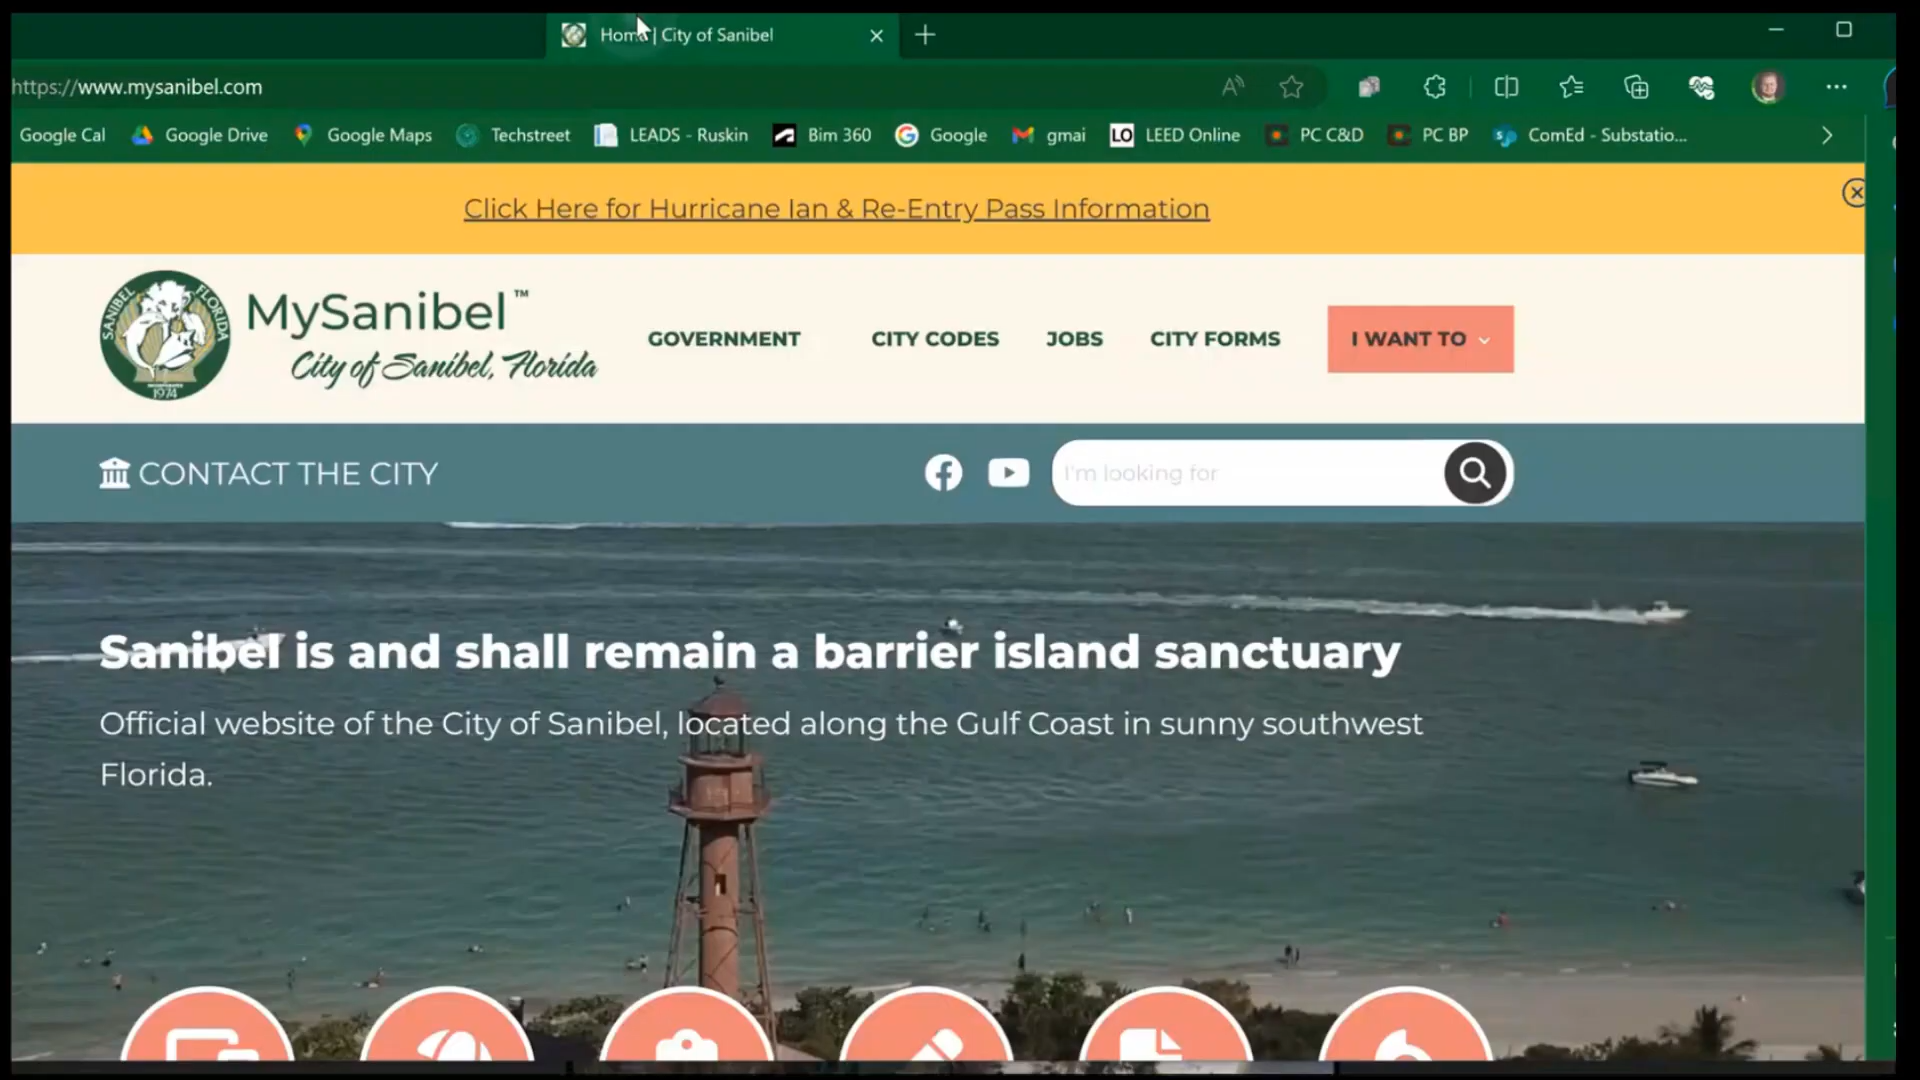 Home | City of Sanibel
https://www.mysanibel.com
Google Cal Google Drive Google Maps Techstreet LEADS - Ruskin Bim 360 Google gmai LO LEED Online PC C&D PC BP ComEd - Substatio...
Click Here for Hurricane Ian & Re-Entry Pass Information
SANIBEL FLORIDA
INCORPORATED
1974
MySanibel™
City of Sanibel, Florida
GOVERNMENT CITY CODES JOBS CITY FORMS I WANT TO
CONTACT THE CITY
I'm looking for
Sanibel is and shall remain a barrier island sanctuary
Official website of the City of Sanibel, located along the Gulf Coast in sunny southwest
Florida.